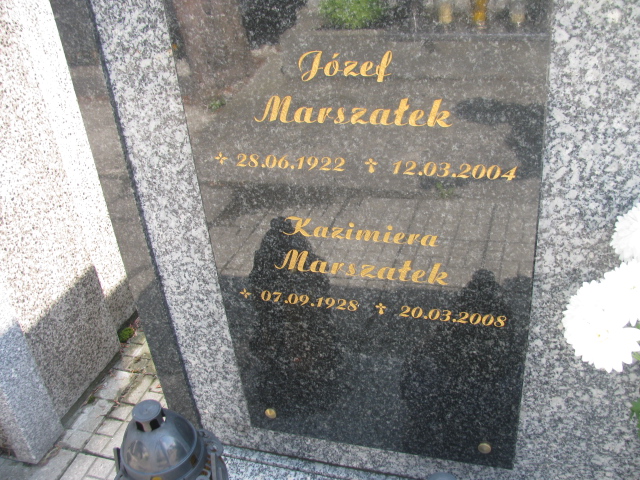 Józef
Marszałek
✝ 28.06.1922 ✝ 12.03.2004
Kazimiera
Marszałek
✝ 07.09.1928 ✝ 20.03.2008